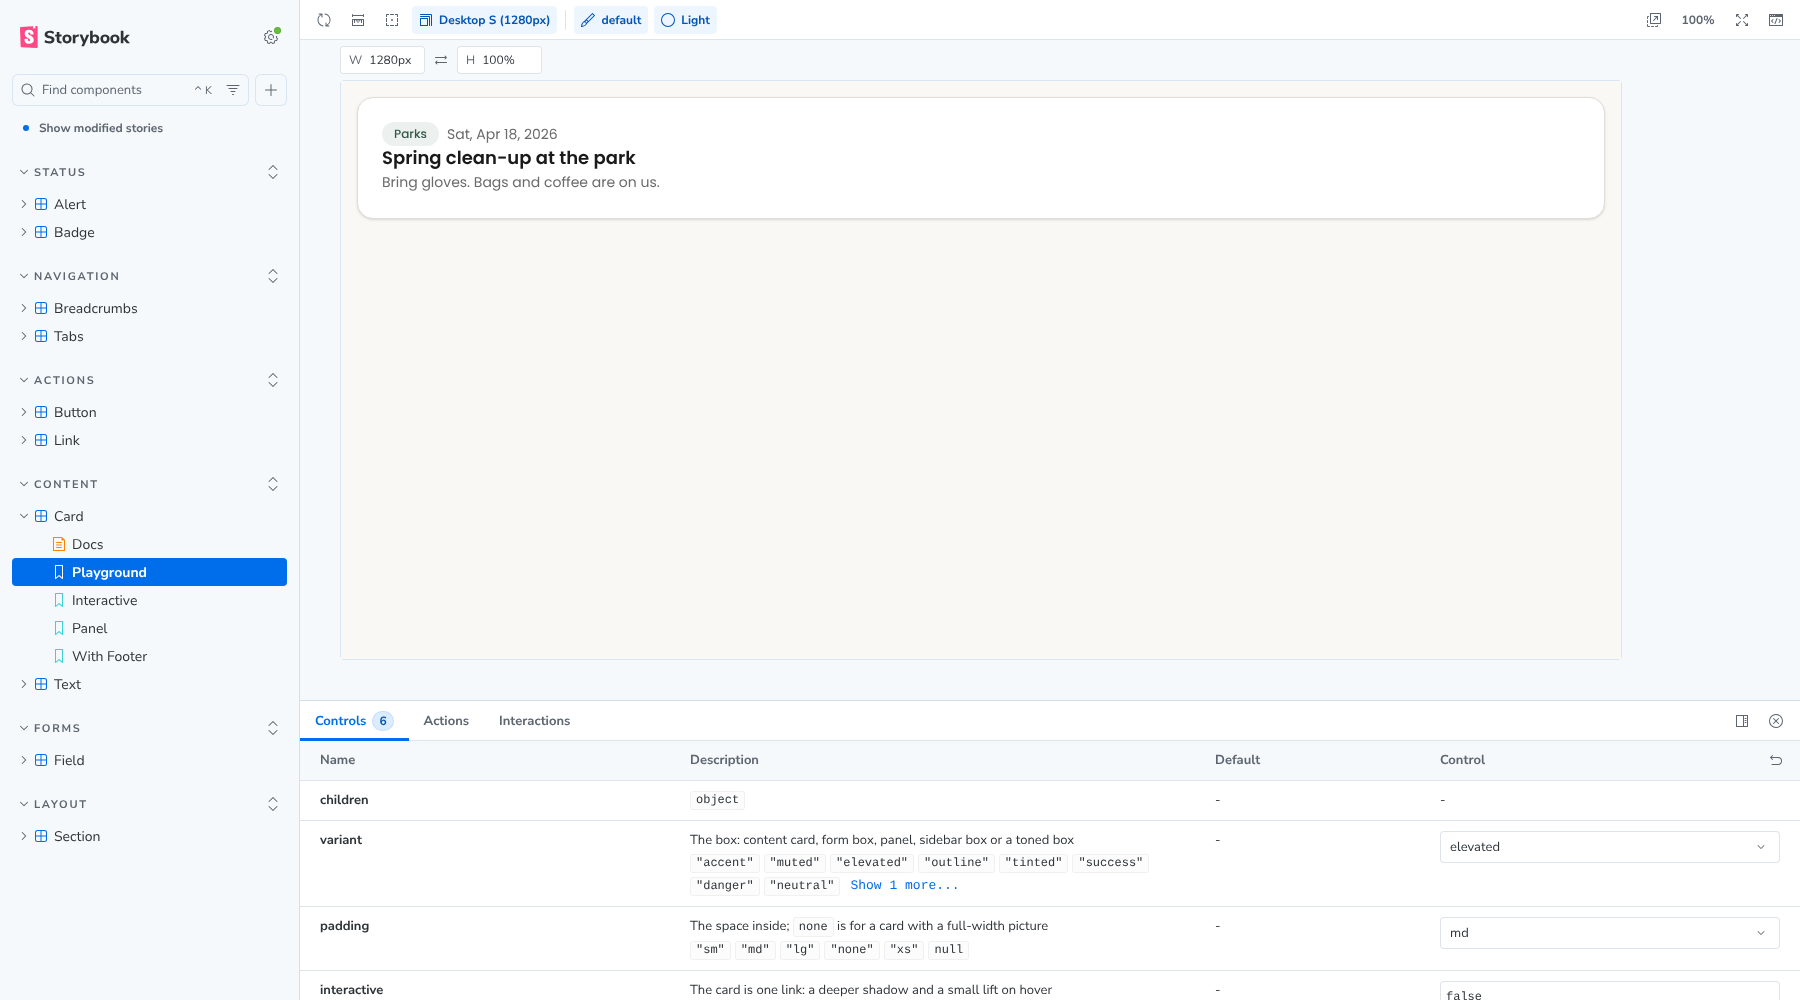 Storybook
Find components
^ K
Show modified stories
STATUS
Alert
Badge
NAVIGATION
Breadcrumbs
Tabs
ACTIONS
Button
Link
CONTENT
Card
Docs
Playground
Interactive
Panel
With Footer
Text
FORMS
Field
LAYOUT
Section
Desktop S (1280px)
default
Light
100%
W 1280px
H 100%
Parks Sat, Apr 18, 2026
Spring clean-up at the park
Bring gloves. Bags and coffee are on us.
Controls 6 Actions Interactions
Name Description Default Control
children object - -
variant The box: content card, form box, panel, sidebar box or a toned box - elevated
"accent" "muted" "elevated" "outline" "tinted" "success"
"danger" "neutral" Show 1 more...
padding The space inside; none is for a card with a full-width picture - md
"sm" "md" "lg" "none" "xs" null
interactive The card is one link: a deeper shadow and a small lift on hover - false